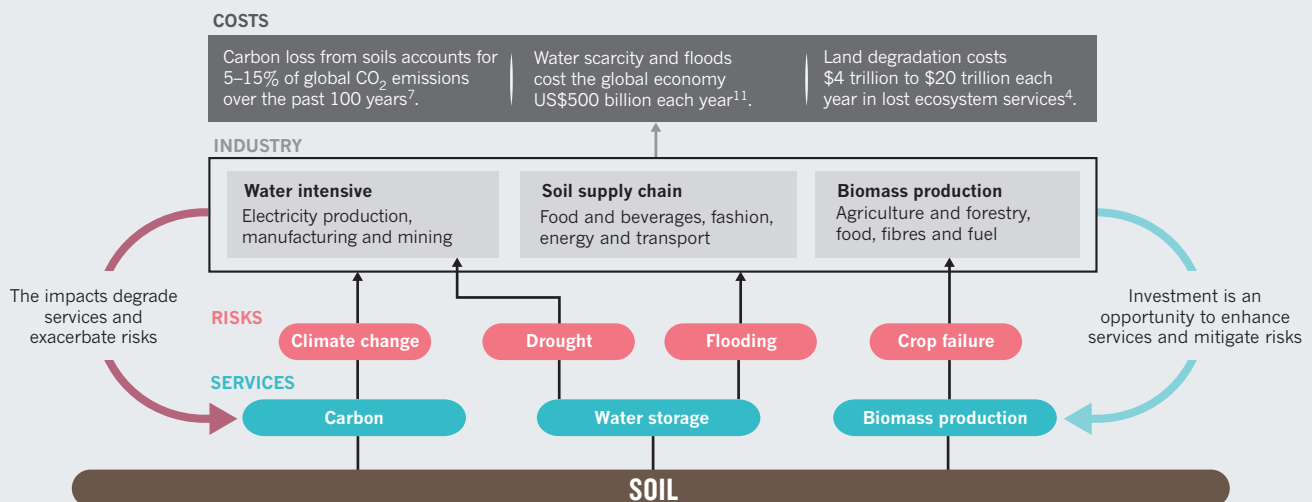 COSTS
Carbon loss from soils accounts for
5–15% of global CO₂ emissions
over the past 100 years⁷.
Water scarcity and floods
cost the global economy
US$500 billion each year¹¹.
Land degradation costs
$4 trillion to $20 trillion each
year in lost ecosystem services⁴.
INDUSTRY
Water intensive
Electricity production,
manufacturing and mining
Soil supply chain
Food and beverages, fashion,
energy and transport
Biomass production
Agriculture and forestry,
food, fibres and fuel
The impacts degrade
services and
exacerbate risks
Investment is an
opportunity to enhance
services and mitigate risks
RISKS
Climate change
Drought
Flooding
Crop failure
SERVICES
Carbon
Water storage
Biomass production
SOIL